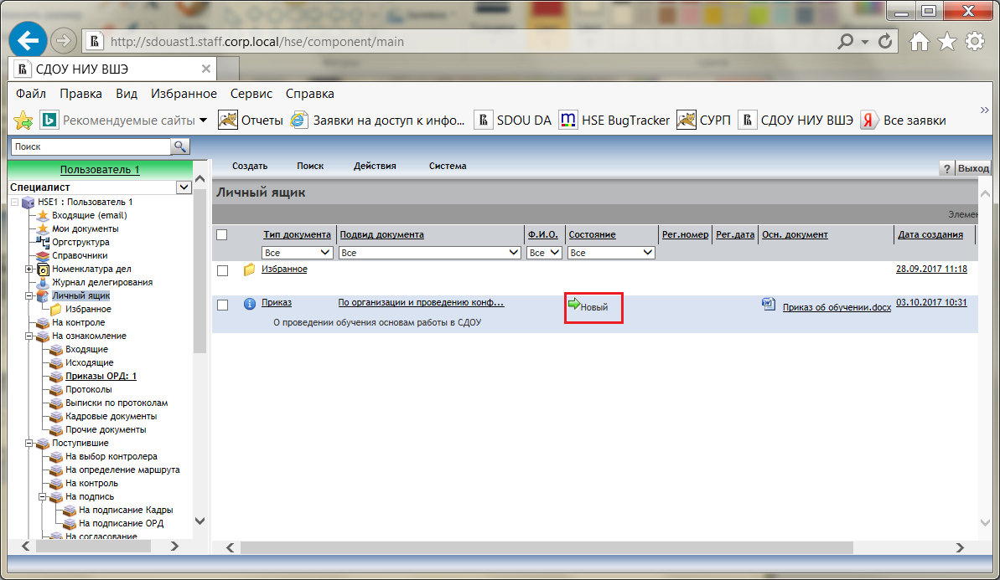 http://sdouast1.staff.corp.local/hse/component/main
СДОУ НИУ ВШЭ
Файл Правка Вид Избранное Сервис Справка
Рекомендуемые сайты Отчеты Заявки на доступ к инфо... SDOU DA HSE BugTracker СУРП СДОУ НИУ ВШЭ Все заявки
Поиск
Пользователь 1
Создать Поиск Действия Система
? Выход
Специалист
Личный ящик
HSE1 : Пользователь 1
Входящие (email)
Мои документы
Оргструктура
Справочники
Номенклатура дел
Журнал делегирования
Личный ящик
Избранное
На контроле
На ознакомление
Входящие
Исходящие
Приказы ОРД: 1
Протоколы
Выписки по протоколам
Кадровые документы
Прочие документы
Поступившие
На выбор контролера
На определение маршрута
На контроль
На подпись
На подписание Кадры
На подписание ОРД
На согласование
Элемен
Тип документа Подвид документа Ф.И.О. Состояние Рег.номер Рег.дата Осн. документ Дата создания
Все Все Все Все
Избранное 28.09.2017 11:18
Приказ По организации и проведению конф... Новый Приказ об обучении.docx 03.10.2017 10:31
О проведении обучения основам работы в СДОУ